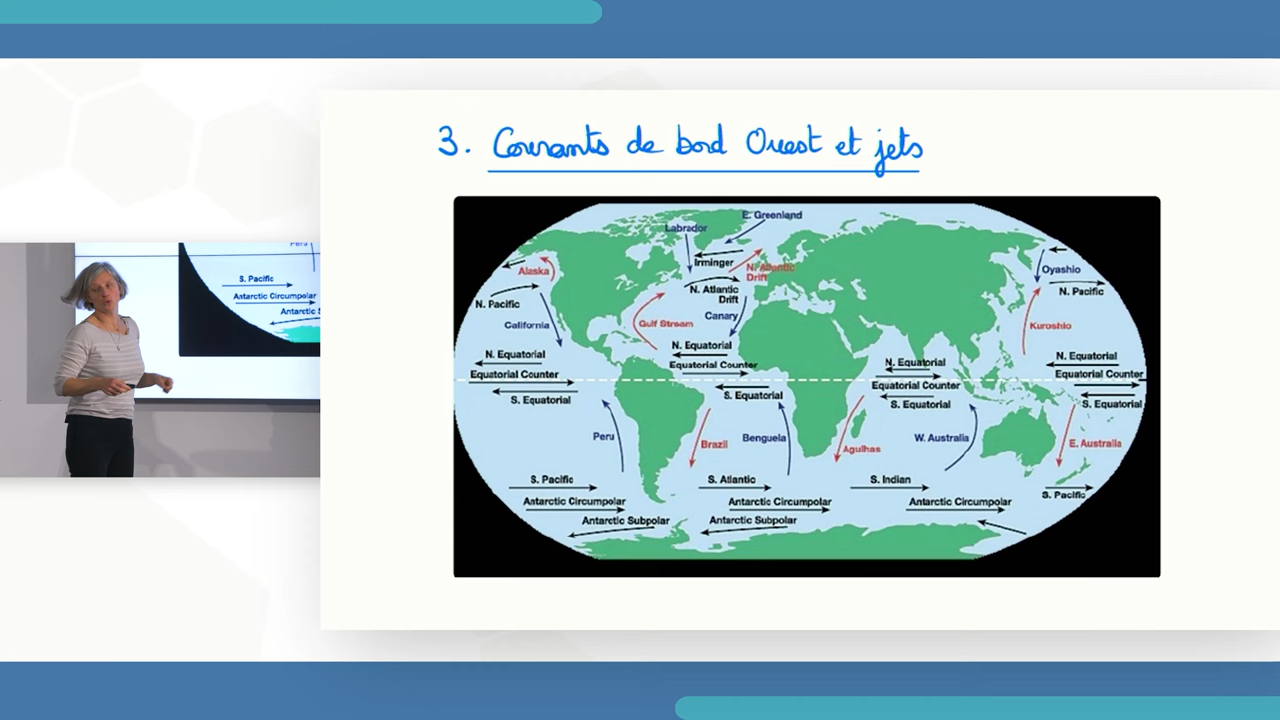 3. Courants de bord Ouest et jets
E. Greenland
Labrador
Irminger
N. Atlantic
Drift
Alaska
Oyashio
N. Pacific
N. Atlantic
Drift
N. Pacific
Canary
California
Gulf Stream
Kuroshio
N. Equatorial
N. Equatorial
N. Equatorial
N. Equatorial
Equatorial Counter
Equatorial Counter
Equatorial Counter
Equatorial Counter
S. Equatorial
S. Equatorial
S. Equatorial
S. Equatorial
Peru
Brazil
Benguela
Agulhas
W. Australia
E. Australia
S. Pacific
S. Atlantic
S. Indian
S. Pacific
Antarctic Circumpolar
Antarctic Circumpolar
Antarctic Circumpolar
Antarctic Subpolar
Antarctic Subpolar
Peru
S. Pacific
Antarctic Circumpolar
Antarctic S